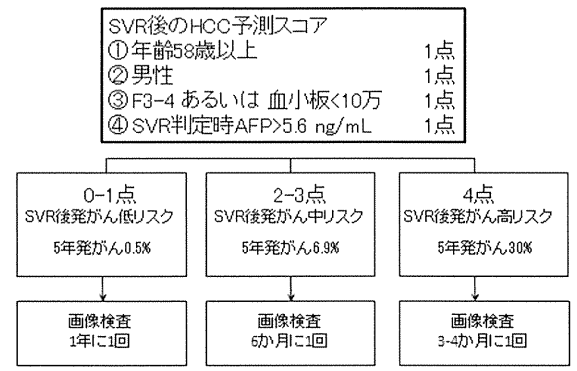 SVR後のHCC予測スコア
①年齢58歳以上 1点
②男性 1点
③F3-4 あるいは 血小板<10万 1点
④SVR判定時AFP>5.6 ng/mL 1点
0-1点
SVR後発がん低リスク
5年発がん0.5%
2-3点
SVR後発がん中リスク
5年発がん6.9%
4点
SVR後発がん高リスク
5年発がん30%
画像検査
1年に1回
画像検査
6か月に1回
画像検査
3-4か月に1回